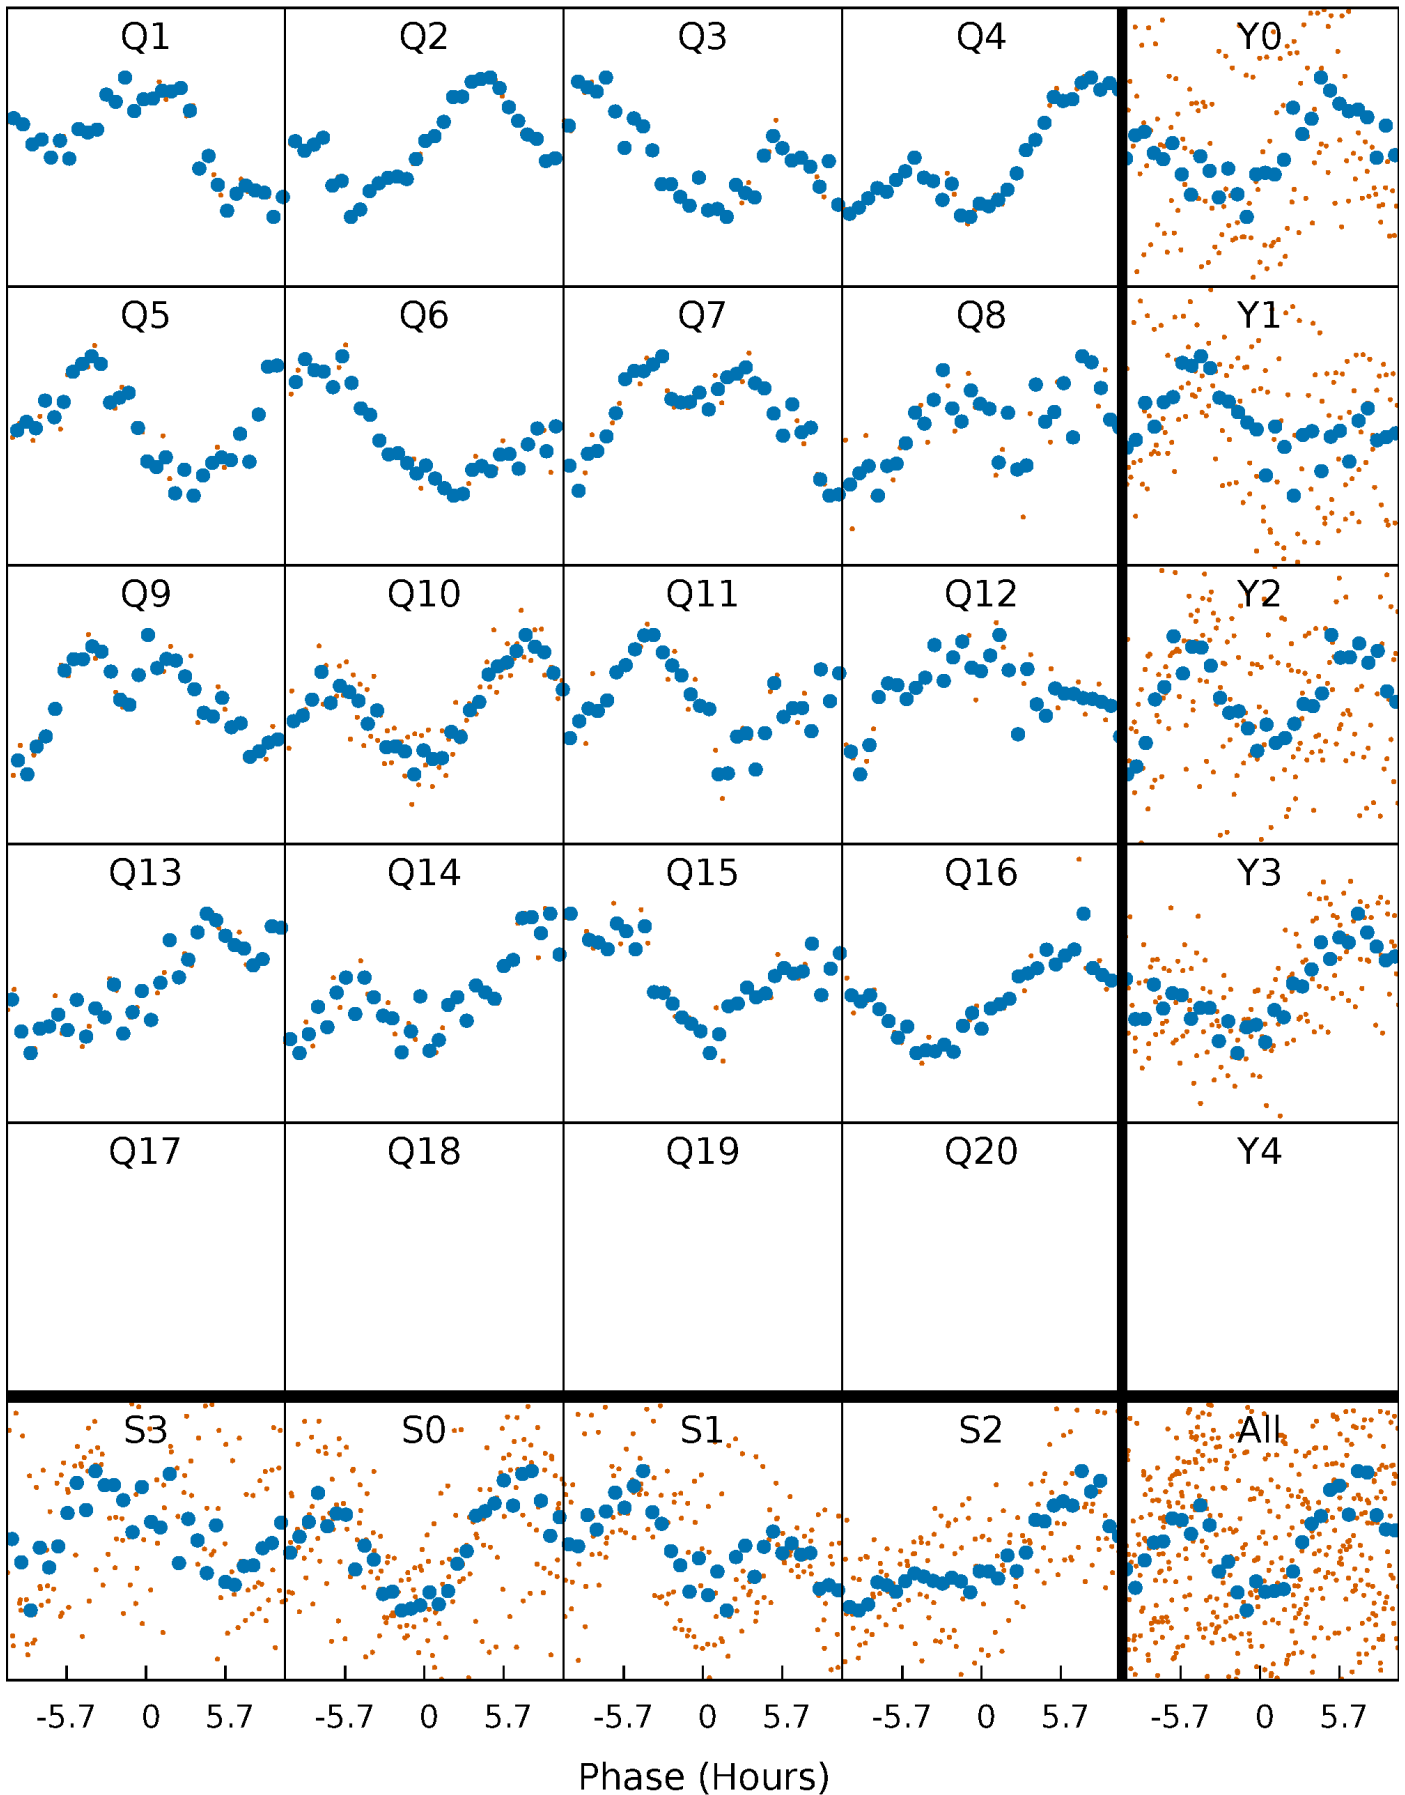 Q1 Q2 Q3 Q4 Y0
Q5 Q6 Q7 Q8 Y1
Q9 Q10 Q11 Q12 Y2
Q13 Q14 Q15 Q16 Y3
Q17 Q18 Q19 Q20 Y4
S3 S0 S1 S2 All
-5.7 0 5.7 -5.7 0 5.7 -5.7 0 5.7 -5.7 0 5.7 -5.7 0 5.7
Phase (Hours)